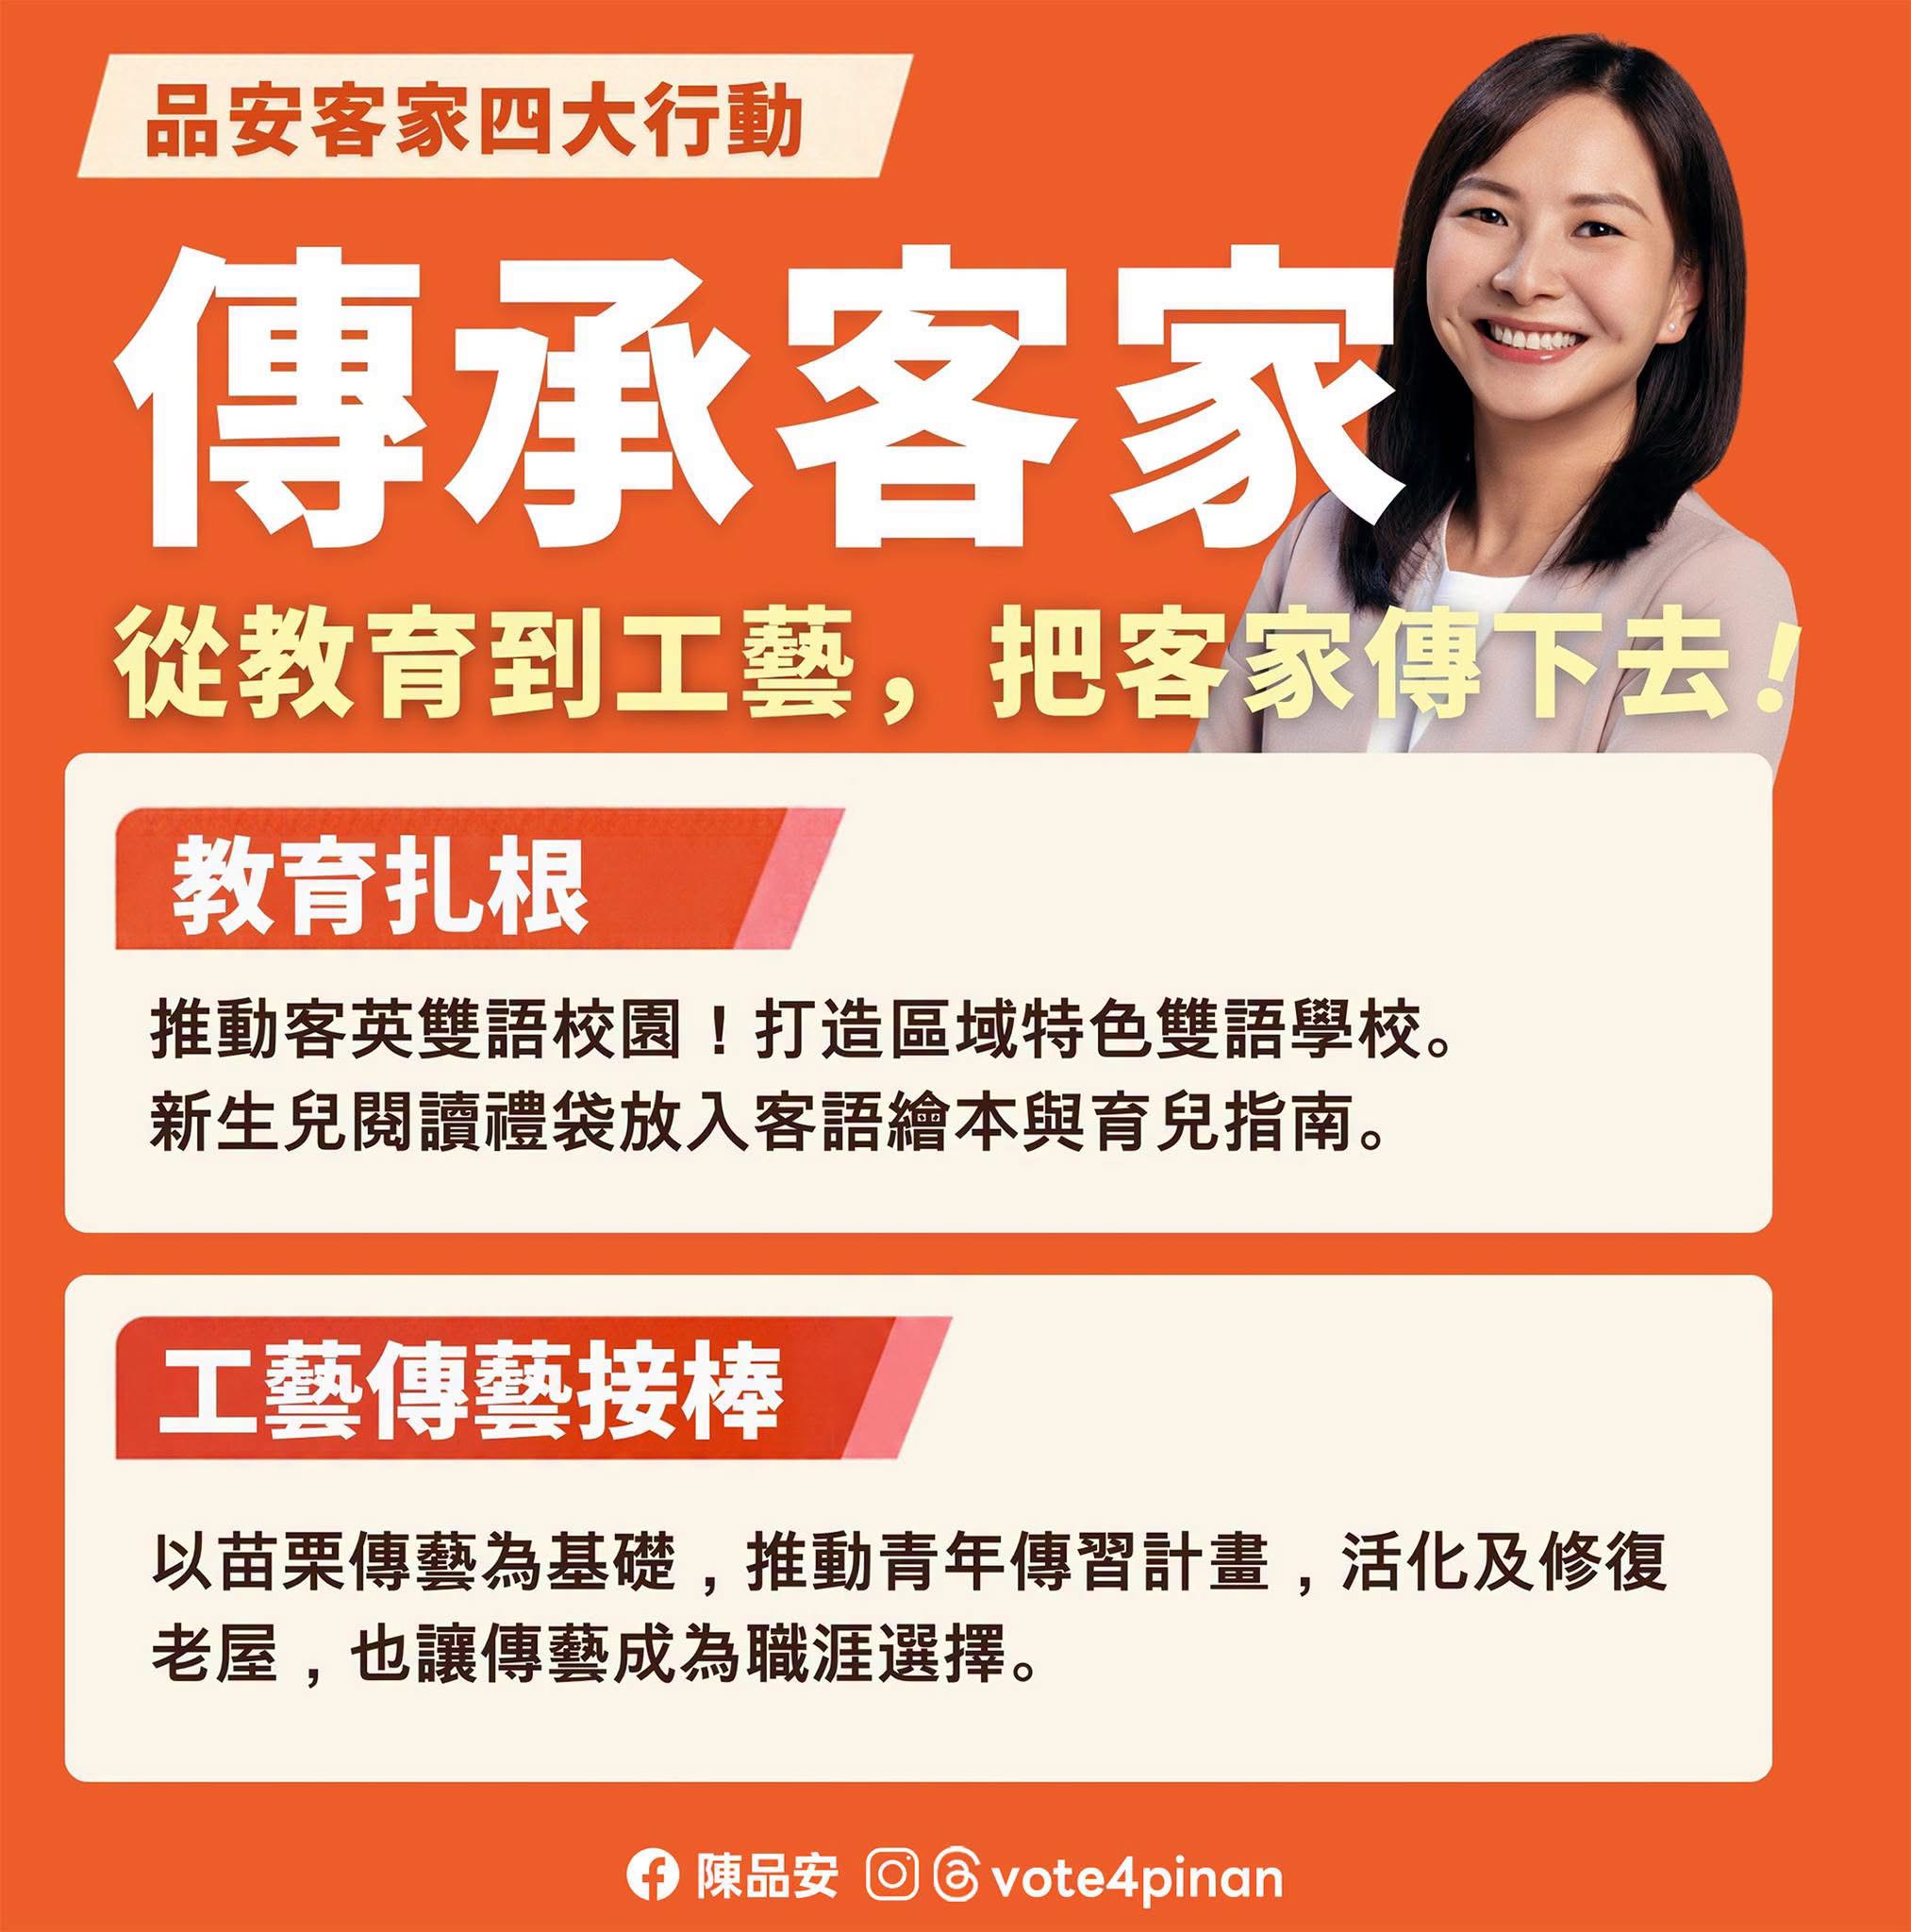 品安客家四大行動
傳承客家
從教育到工藝，把客家傳下去！
教育扎根
推動客英雙語校園！打造區域特色雙語學校。
新生兒閱讀禮袋放入客語繪本與育兒指南。
工藝傳藝接棒
以苗栗傳藝為基礎，推動青年傳習計畫，活化及修復
老屋，也讓傳藝成為職涯選擇。
陳品安 vote4pinan